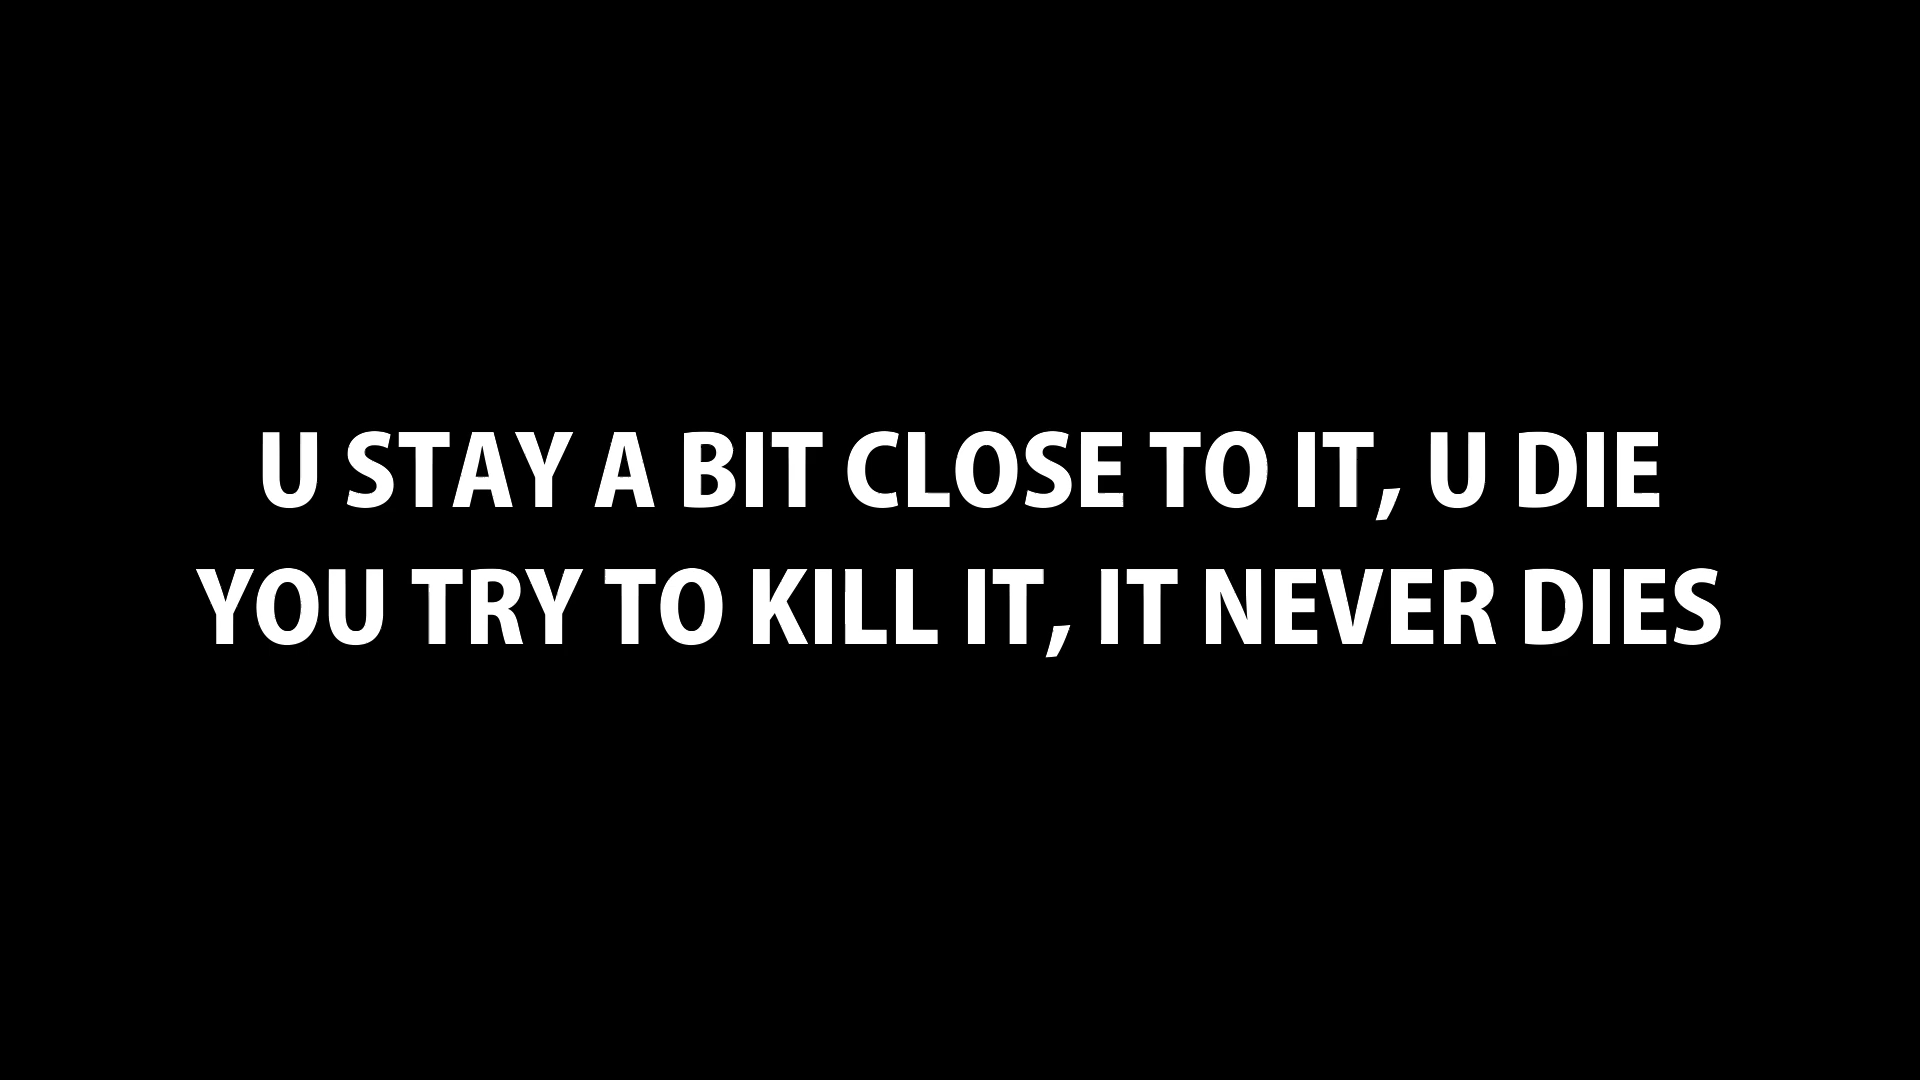 U STAY A BIT CLOSE TO IT, U DIE
YOU TRY TO KILL IT, IT NEVER DIES